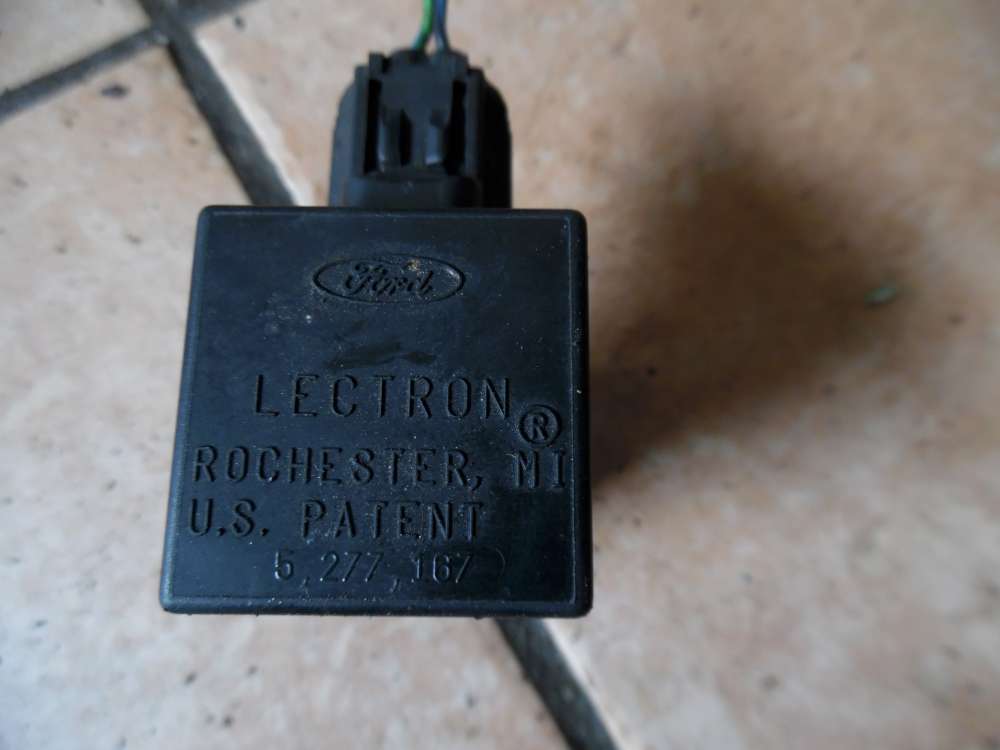 Ford
LECTRON ®
ROCHESTER, MI
U.S. PATENT
5,277,167